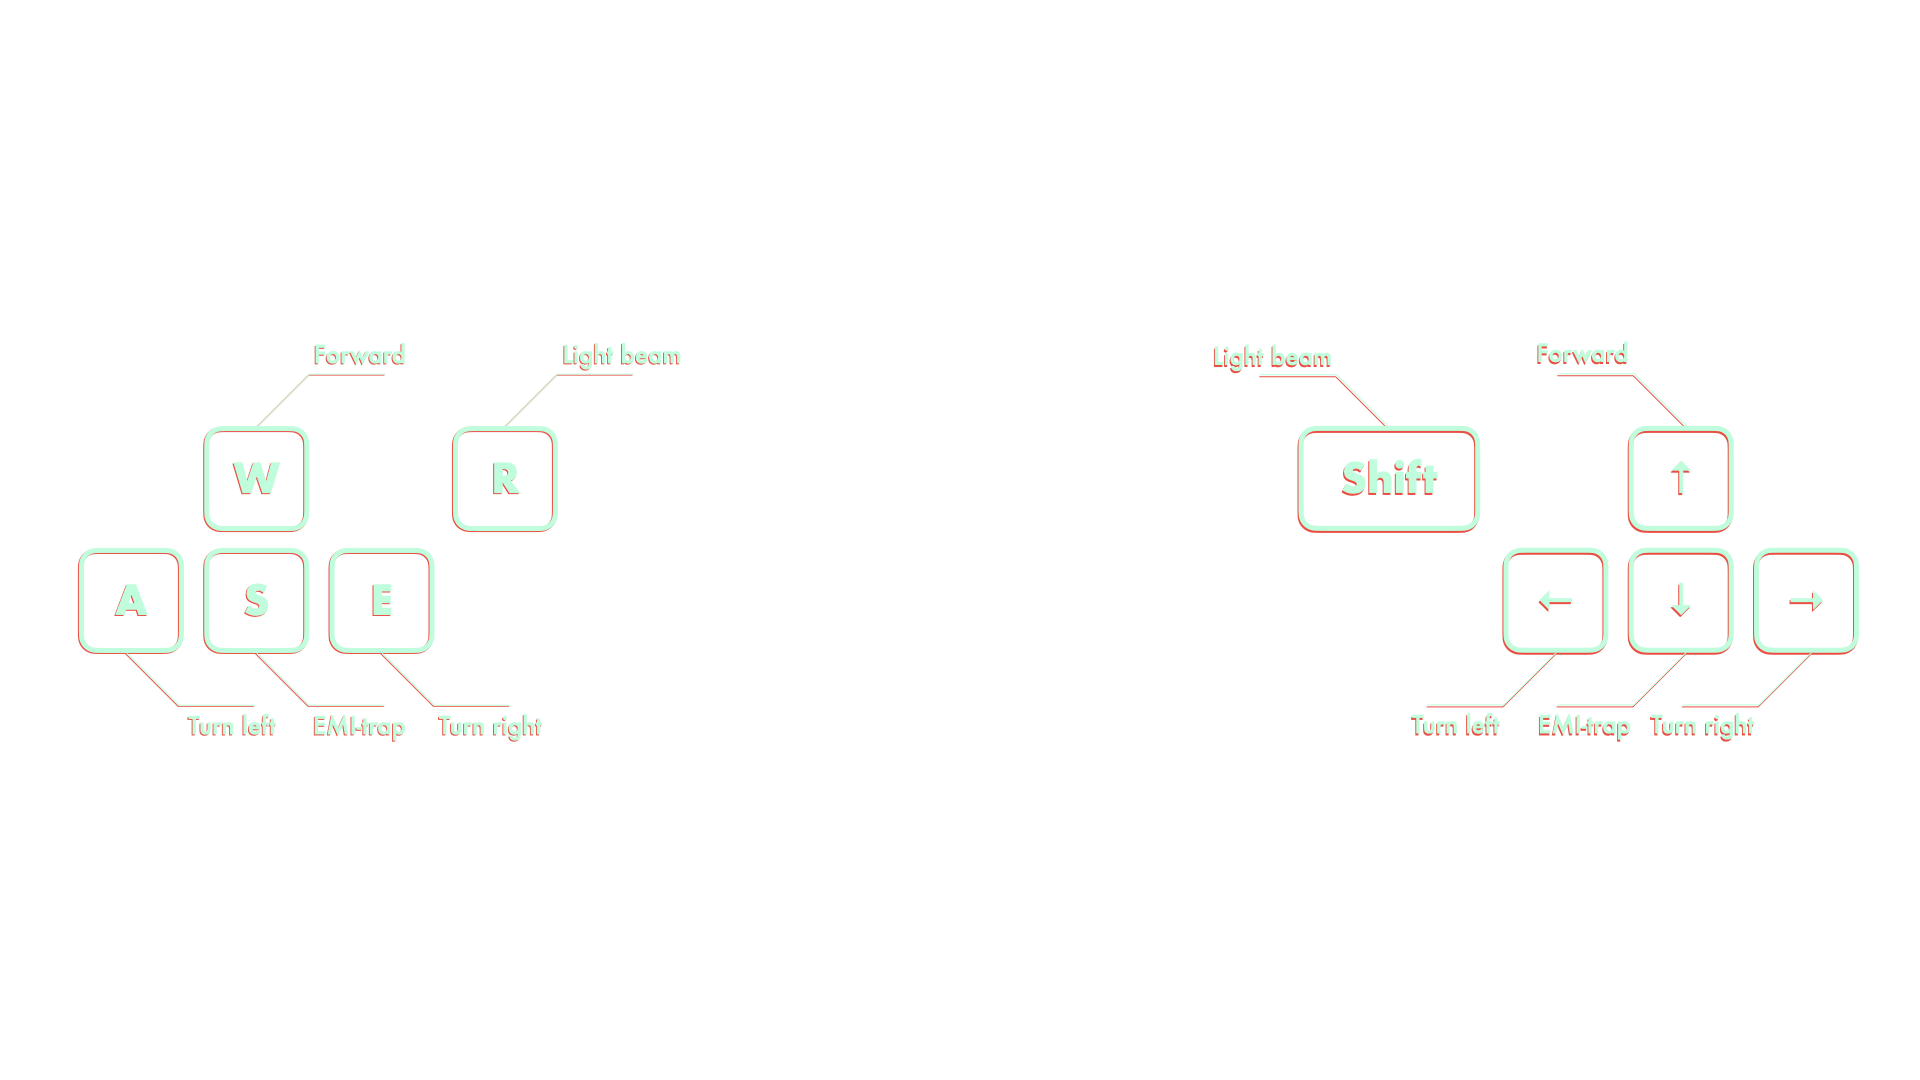 Forward
Light beam
W
R
A
S
E
Turn left
EMI-trap
Turn right
Light beam
Forward
Shift
↑
←
↓
→
Turn left
EMI-trap
Turn right